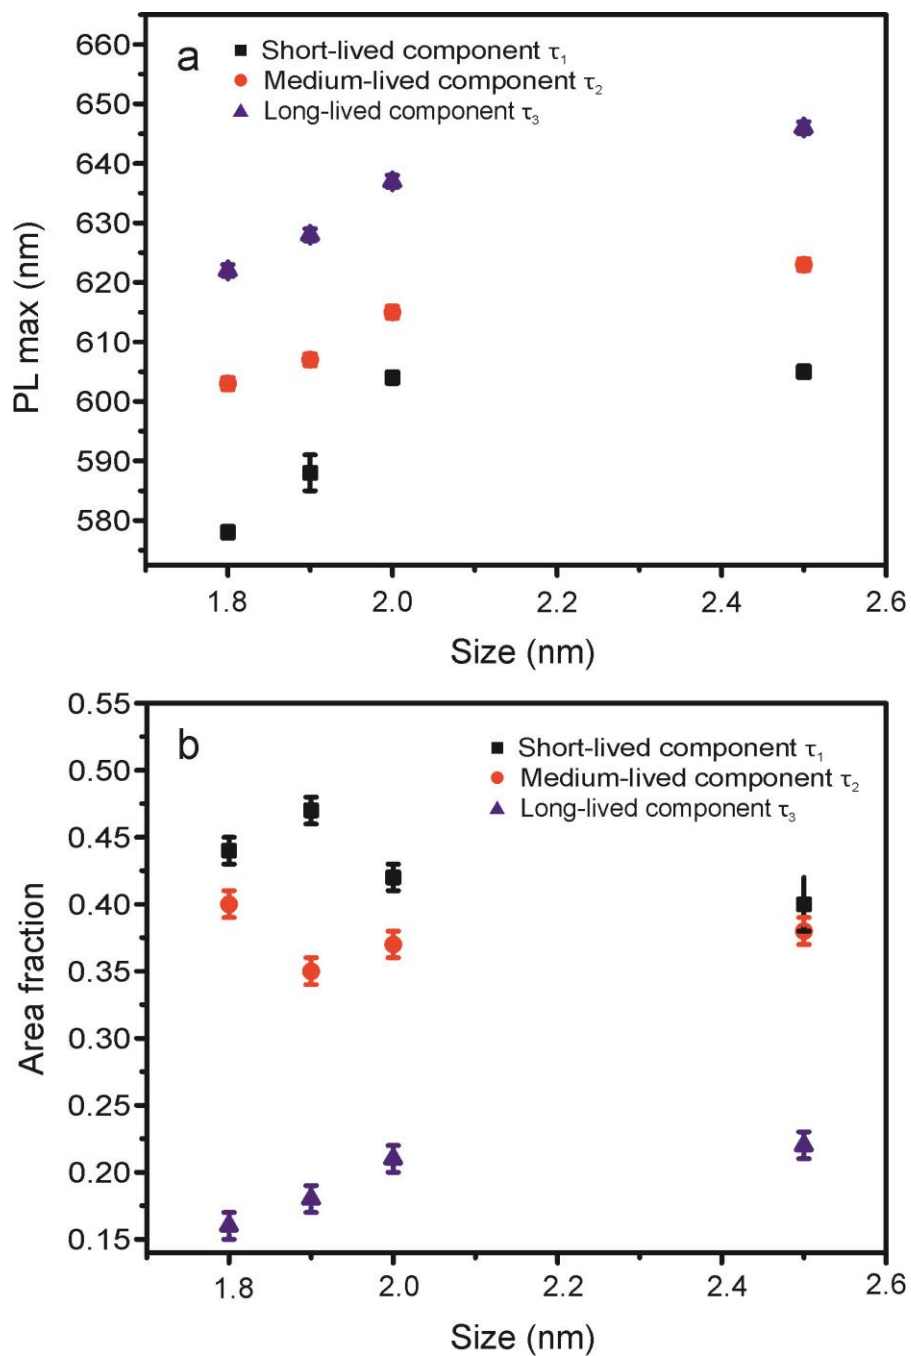 a
Short-lived component τ₁
Medium-lived component τ₂
Long-lived component τ₃
660
650
640
630
620
610
600
590
580
PL max (nm)
1.8 2.0 2.2 2.4 2.6
Size (nm)
b
Short-lived component τ₁
Medium-lived component τ₂
Long-lived component τ₃
0.55
0.50
0.45
0.40
0.35
0.30
0.25
0.20
0.15
Area fraction
1.8 2.0 2.2 2.4 2.6
Size (nm)